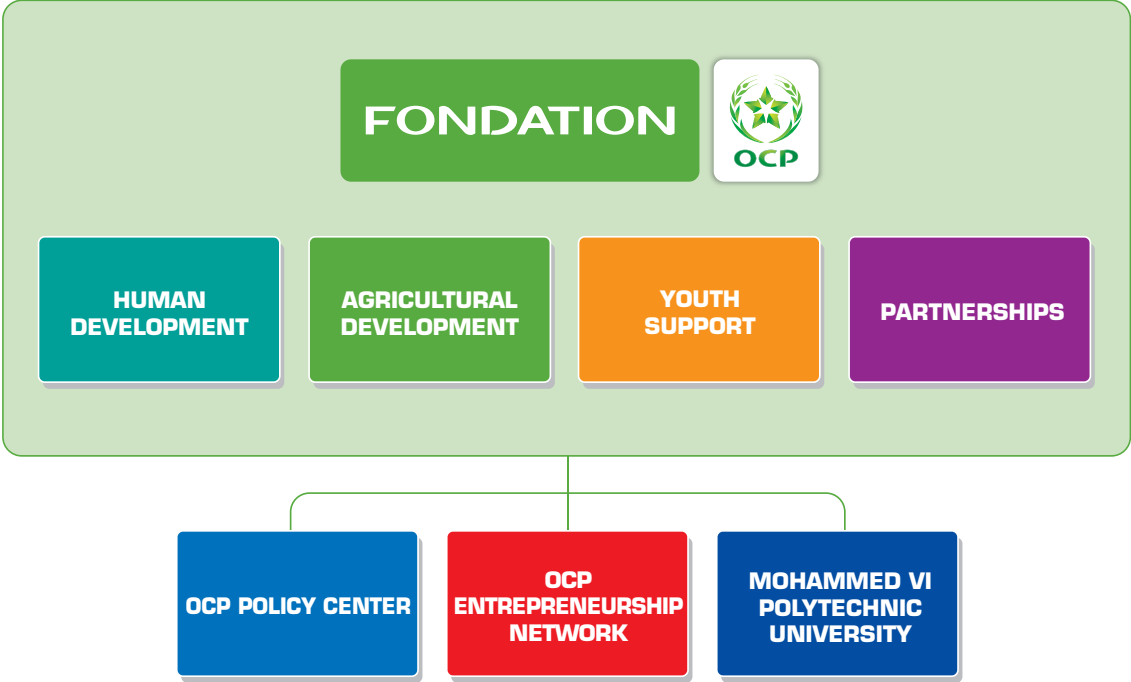 FONDATION
OCP
HUMAN
DEVELOPMENT
AGRICULTURAL
DEVELOPMENT
YOUTH
SUPPORT
PARTNERSHIPS
OCP POLICY CENTER
OCP
ENTREPRENEURSHIP
NETWORK
MOHAMMED VI
POLYTECHNIC
UNIVERSITY